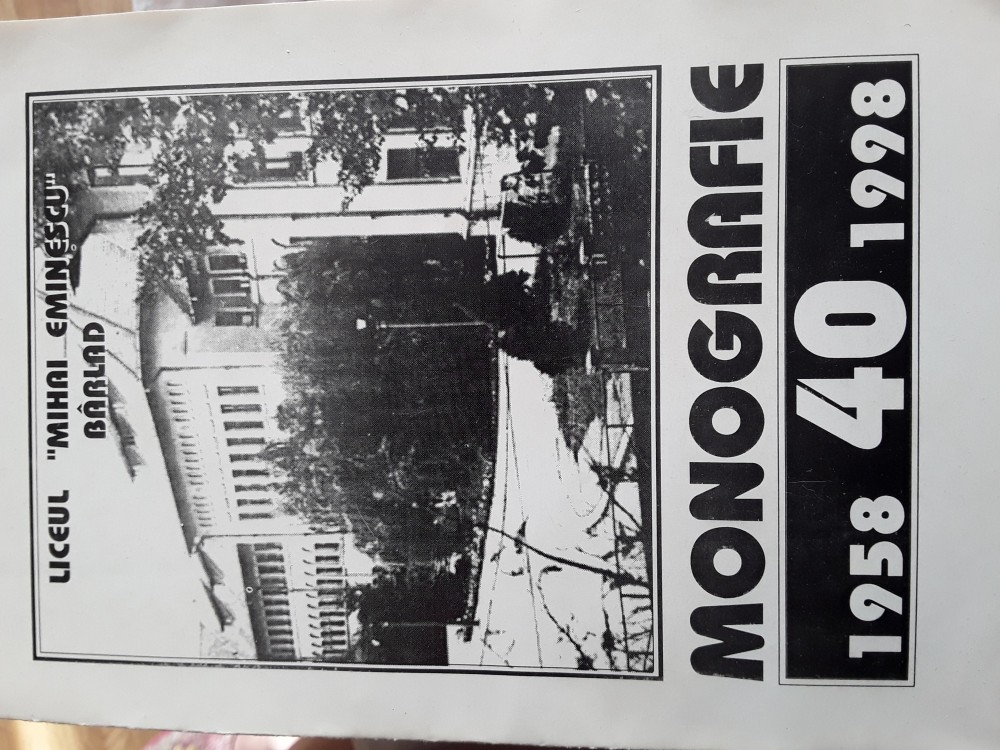 LICEUL "MIHAI EMINESCU"
BÂRLAD
MONOGRAFIE
1958 40 1998